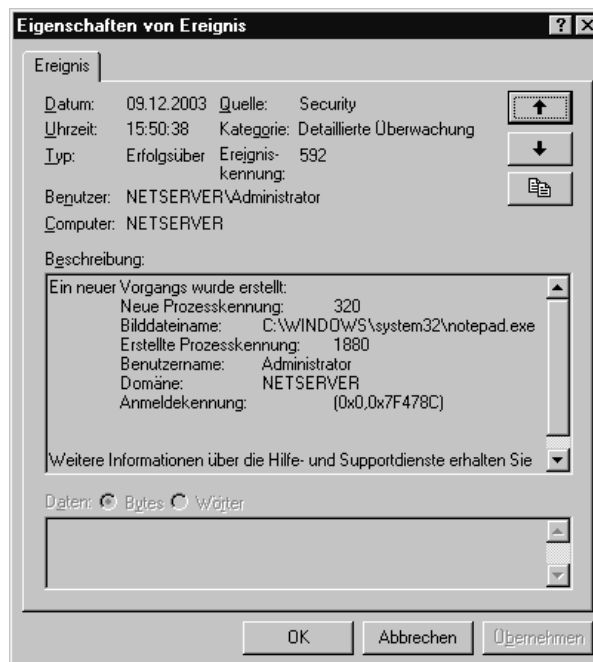 Eigenschaften von Ereignis
Ereignis
Datum: 09.12.2003 Quelle: Security
Uhrzeit: 15:50:38 Kategorie: Detaillierte Überwachung
Typ: Erfolgsüber Ereignis- 592
kennung:
Benutzer: NETSERVER\Administrator
Computer: NETSERVER
Beschreibung:
Ein neuer Vorgangs wurde erstellt:
Neue Prozesskennung: 320
Bilddateiname: C:\WINDOWS\system32\notepad.exe
Erstellte Prozesskennung: 1880
Benutzername: Administrator
Domäne: NETSERVER
Anmeldekennung: (0x0,0x7F478C)
Weitere Informationen über die Hilfe- und Supportdienste erhalten Sie
Daten: Bytes Wörter
OK Abbrechen Übernehmen